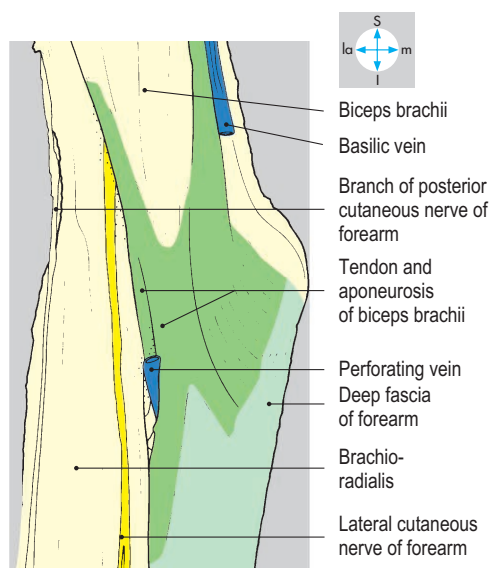 S
la
m
I
Biceps brachii
Basilic vein
Branch of posterior
cutaneous nerve of
forearm
Tendon and
aponeurosis
of biceps brachii
Perforating vein
Deep fascia
of forearm
Brachio-
radialis
Lateral cutaneous
nerve of forearm